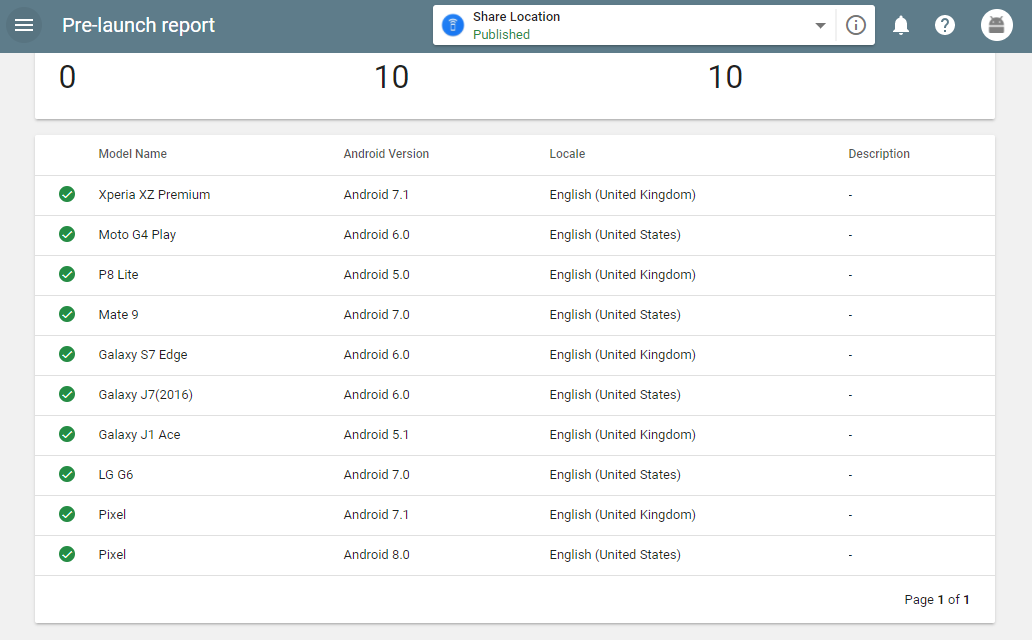 Pre-launch report
Share Location
Published
0 10 10
Model Name Android Version Locale Description
Xperia XZ Premium Android 7.1 English (United Kingdom) -
Moto G4 Play Android 6.0 English (United States) -
P8 Lite Android 5.0 English (United Kingdom) -
Mate 9 Android 7.0 English (United States) -
Galaxy S7 Edge Android 6.0 English (United Kingdom) -
Galaxy J7(2016) Android 6.0 English (United States) -
Galaxy J1 Ace Android 5.1 English (United Kingdom) -
LG G6 Android 7.0 English (United States) -
Pixel Android 7.1 English (United Kingdom) -
Pixel Android 8.0 English (United States) -
Page 1 of 1